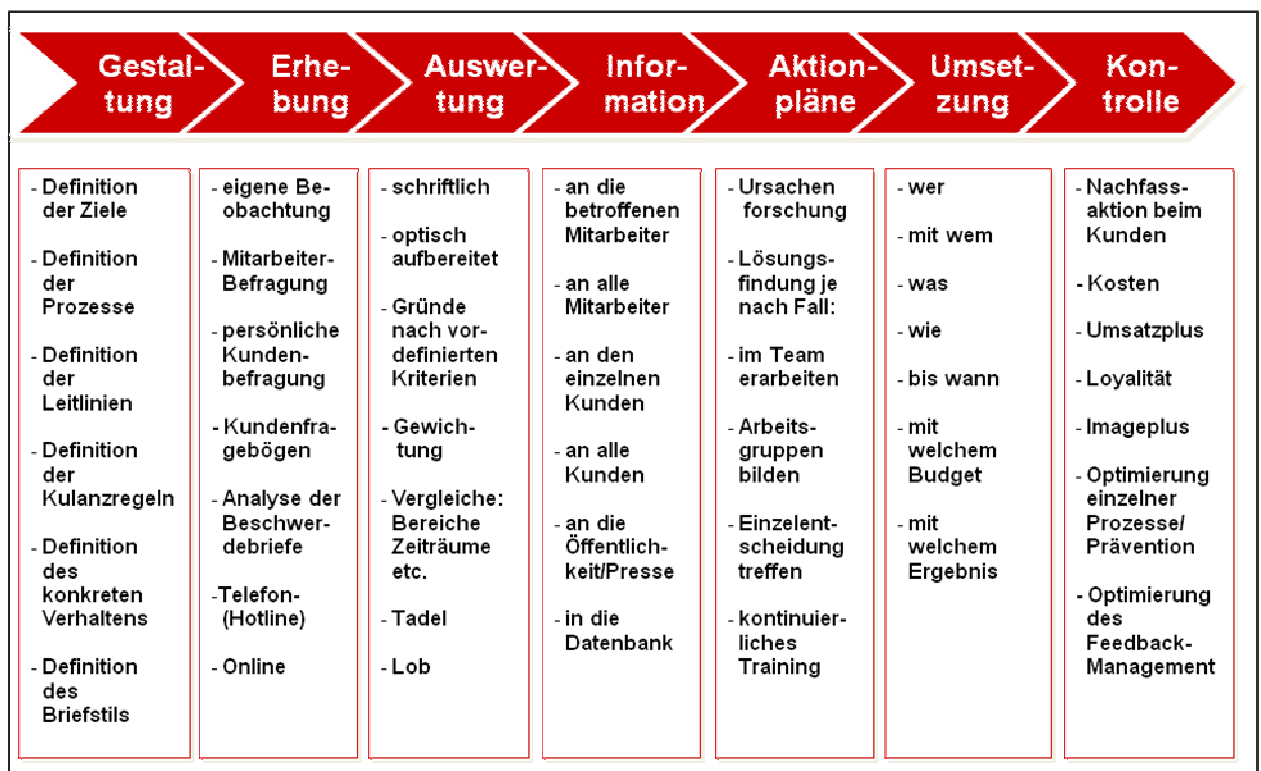 Gestal-
tung
Erhe-
bung
Auswer-
tung
Infor-
mation
Aktion-
pläne
Umset-
zung
Kon-
trolle
- Definition
der Ziele
- Definition
der
Prozesse
- Definition
der
Leitlinien
- Definition
der
Kulanzregeln
- Definition
des
konkreten
Verhaltens
- Definition
des
Briefstils
- eigene Be-
obachtung
- Mitarbeiter-
Befragung
- persönliche
Kunden-
befragung
- Kundenfra-
gebögen
- Analyse der
Beschwer-
debriefe
-Telefon-
(Hotline)
- Online
- schriftlich
- optisch
aufbereitet
- Gründe
nach vor-
definierten
Kriterien
- Gewich-
tung
- Vergleiche:
Bereiche
Zeiträume
etc.
- Tadel
- Lob
- an die
betroffenen
Mitarbeiter
- an alle
Mitarbeiter
- an den
einzelnen
Kunden
- an alle
Kunden
- an die
Öffentlich-
keit/Presse
- in die
Datenbank
- Ursachen
forschung
- Lösungs-
findung je
nach Fall:
- im Team
erarbeiten
- Arbeits-
gruppen
bilden
- Einzelent-
scheidung
treffen
- kontinuier-
liches
Training
- wer
- mit wem
- was
- wie
- bis wann
- mit
welchem
Budget
- mit
welchem
Ergebnis
- Nachfass-
aktion beim
Kunden
- Kosten
- Umsatzplus
- Loyalität
- Imageplus
- Optimierung
einzelner
Prozesse/
Prävention
- Optimierung
des
Feedback-
Management